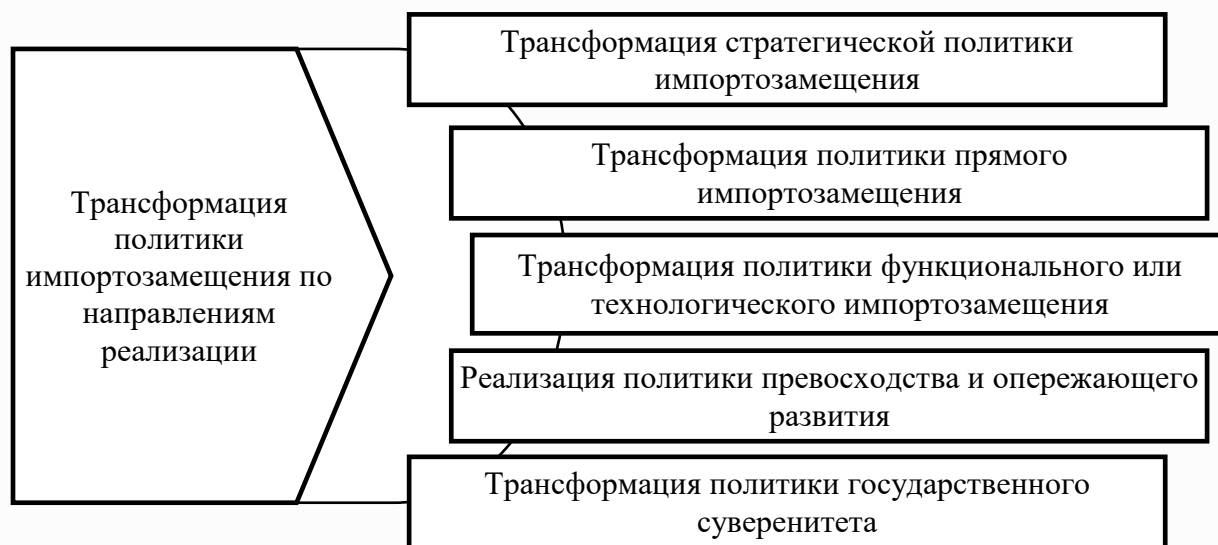 Трансформация
политики
импортозамещения по
направлениям
реализации
Трансформация стратегической политики
импортозамещения
Трансформация политики прямого
импортозамещения
Трансформация политики функционального или
технологического импортозамещения
Реализация политики превосходства и опережающего
развития
Трансформация политики государственного
суверенитета